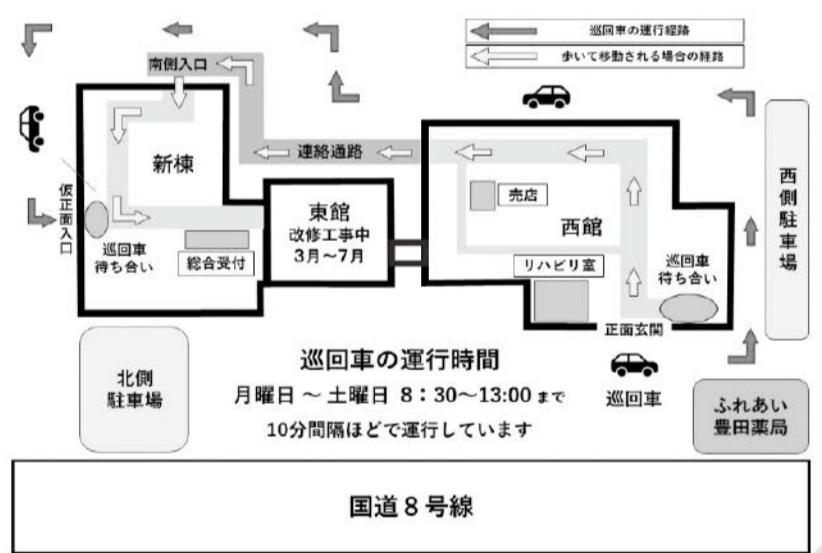 巡回車の運行経路
歩いて移動される場合の経路
南側入口
新棟
連絡通路
仮正面入口
巡回車
待ち合い
総合受付
東館
改修工事中
3月～7月
売店
西館
リハビリ室
巡回車
待ち合い
正面玄関
西側駐車場
北側
駐車場
巡回車の運行時間
月曜日 ～ 土曜日 8：30～13:00 まで
10分間隔ほどで運行しています
巡回車
ふれあい
豊田薬局
国道８号線